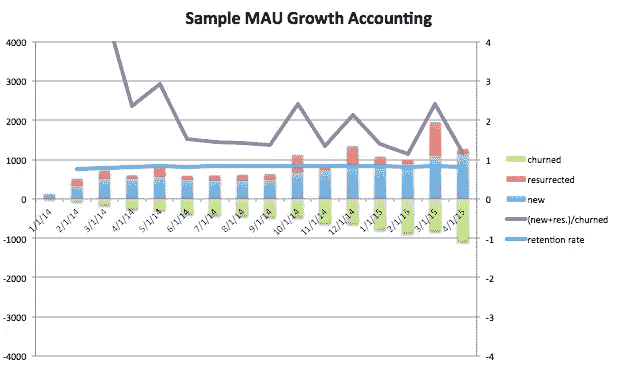 Sample MAU Growth Accounting
4000 4
3000 3
2000 2
1000 1
0 0
-1000 -1
-2000 -2
-3000 -3
-4000 -4
1/1/14 2/1/14 3/1/14 4/1/14 5/1/14 6/1/14 7/1/14 8/1/14 9/1/14 10/1/14 11/1/14 12/1/14 1/1/15 2/1/15 3/1/15 4/1/15
churned
resurrected
new
(new+res.)/churned
retention rate